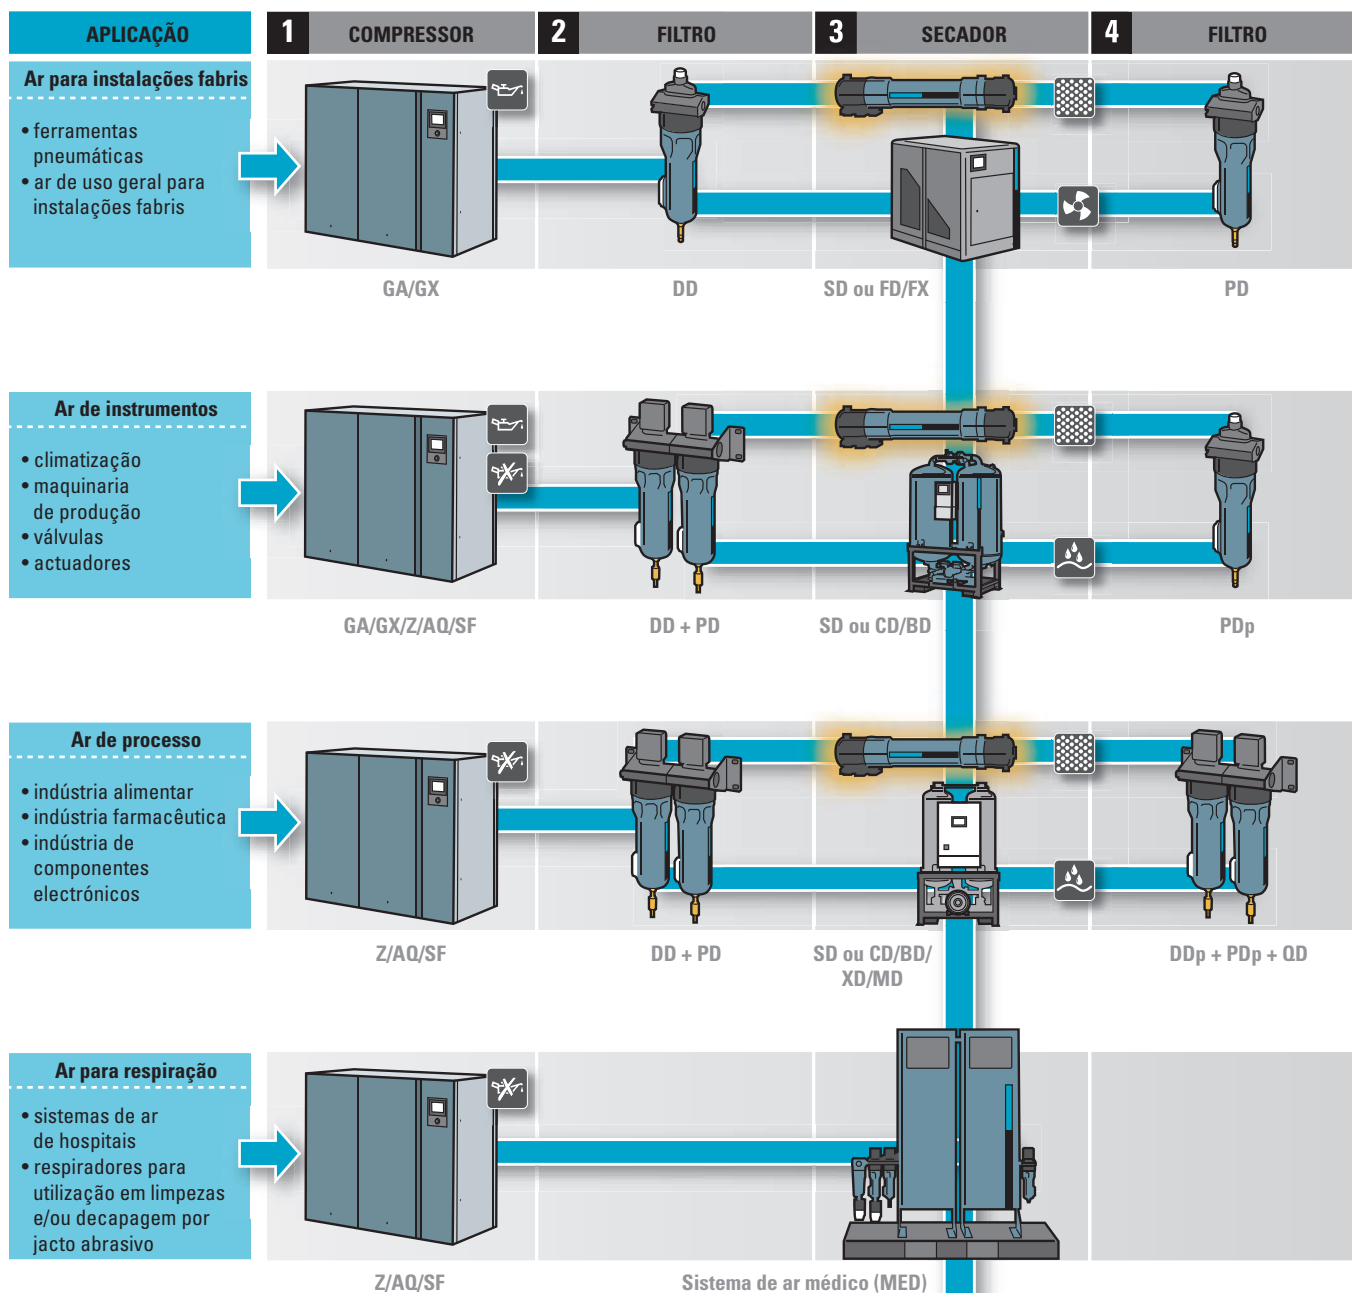 APLICAÇÃO
1 COMPRESSOR
2 FILTRO
3 SECADOR
4 FILTRO
Ar para instalações fabris
• ferramentas
pneumáticas
• ar de uso geral para
instalações fabris
GA/GX
DD
SD ou FD/FX
PD
Ar de instrumentos
• climatização
• maquinaria
de produção
• válvulas
• actuadores
GA/GX/Z/AQ/SF
DD + PD
SD ou CD/BD
PDp
Ar de processo
• indústria alimentar
• indústria farmacêutica
• indústria de
componentes
electrónicos
Z/AQ/SF
DD + PD
SD ou CD/BD/
XD/MD
DDp + PDp + QD
Ar para respiração
• sistemas de ar
de hospitais
• respiradores para
utilização em limpezas
e/ou decapagem por
jacto abrasivo
Z/AQ/SF
Sistema de ar médico (MED)